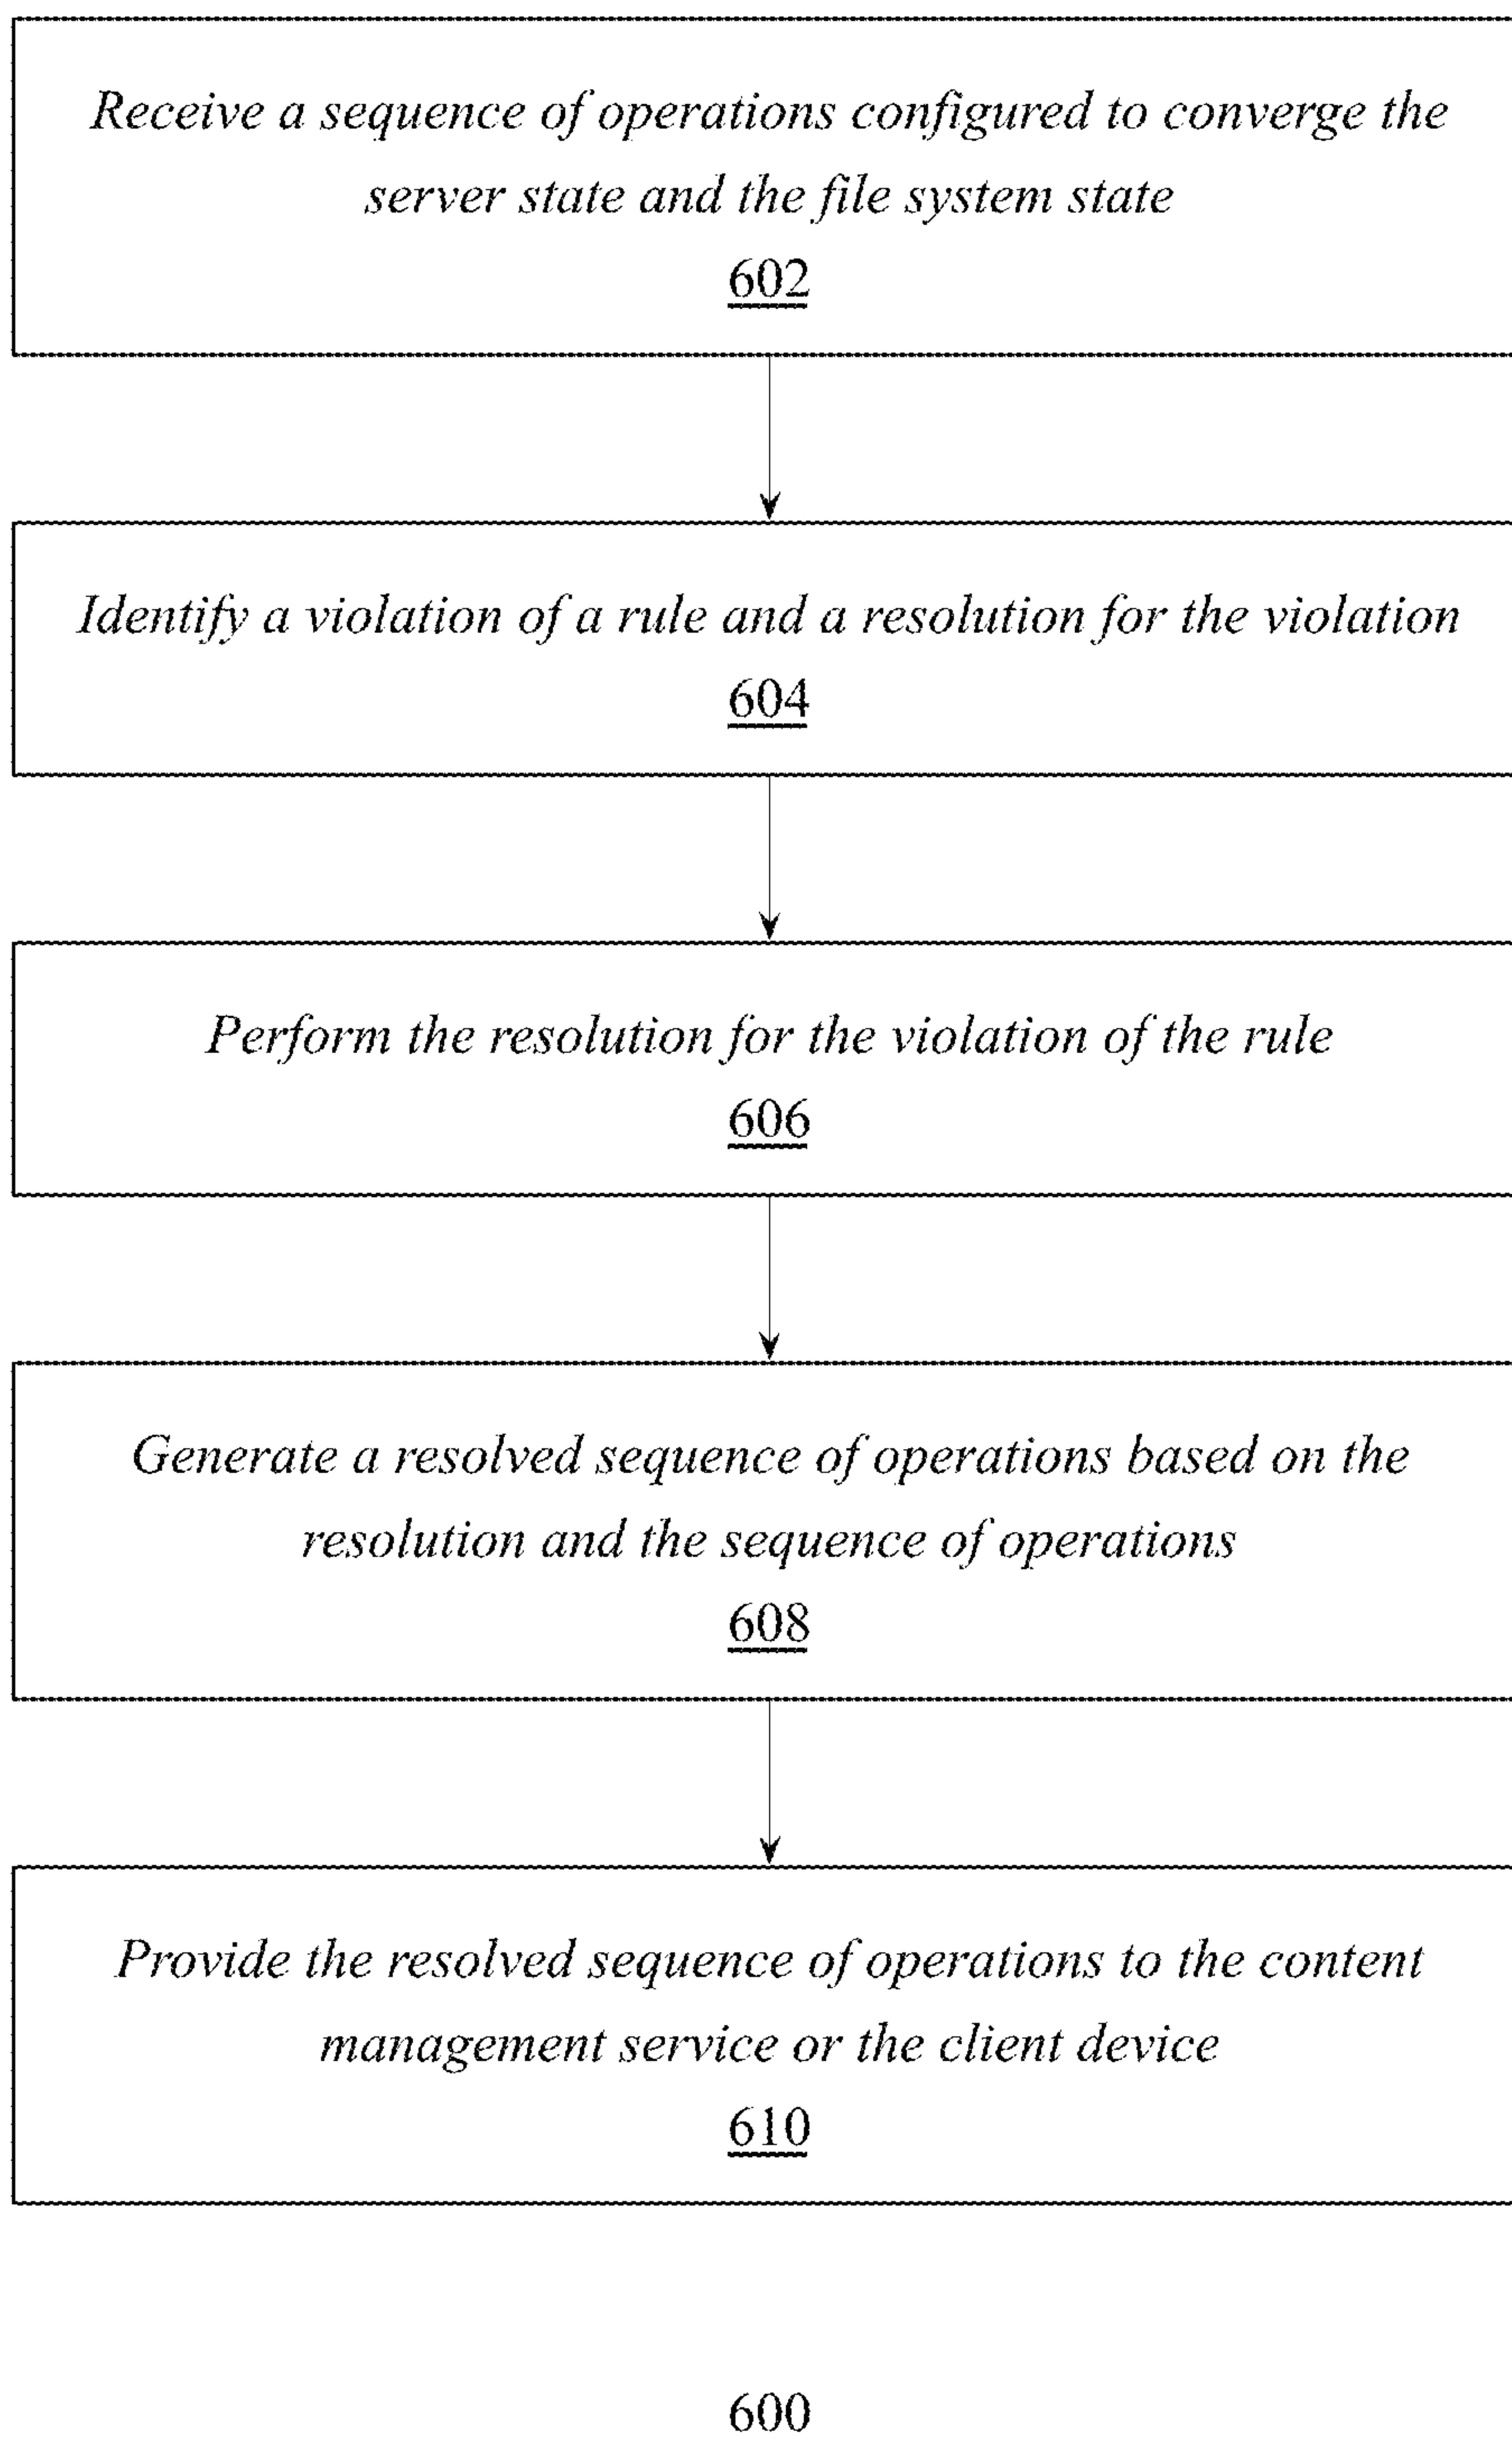 Receive a sequence of operations configured to converge the
server state and the file system state
602
Identify a violation of a rule and a resolution for the violation
604
Perform the resolution for the violation of the rule
606
Generate a resolved sequence of operations based on the
resolution and the sequence of operations
608
Provide the resolved sequence of operations to the content
management service or the client device
610
600